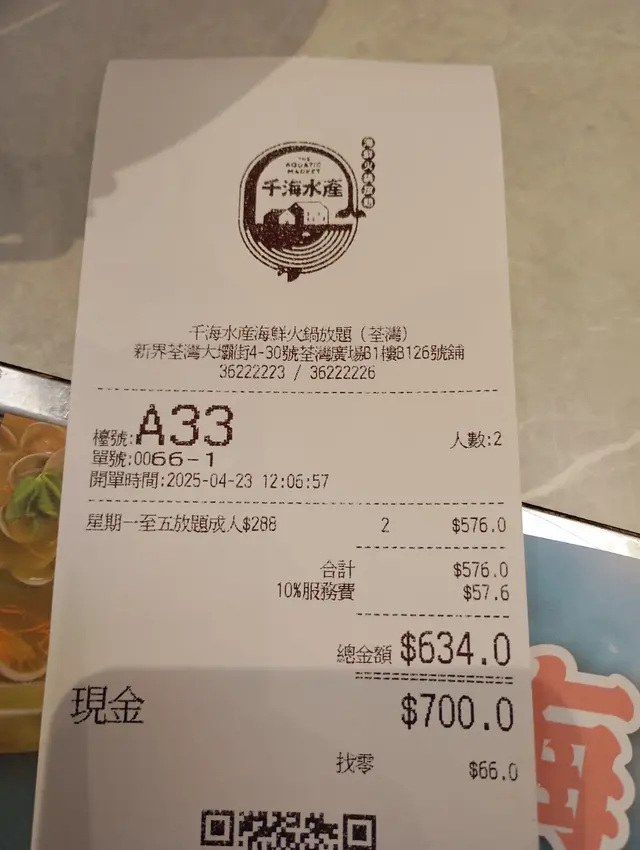 THE
AQUATIC
MARKET
千海水產
千海水產海鮮火鍋放題（荃灣）
新界荃灣大壩街4-30號荃灣廣場B1樓B126號舖
36222223 / 36222226
檯號:A33
人數:2
單號:0066-1
開單時間:2025-04-23 12:06:57
星期一至五放題成人$288 2 $576.0
合計 $576.0
10%服務費 $57.6
總金額 $634.0
現金 $700.0
找零 $66.0
海